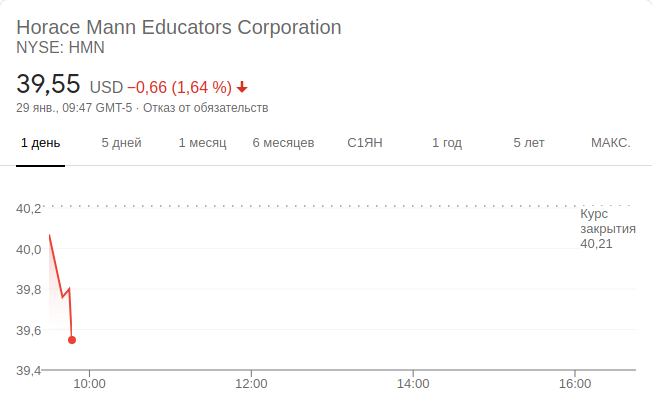 Horace Mann Educators Corporation
NYSE: HMN
39,55 USD −0,66 (1,64 %)
29 янв., 09:47 GMT-5 · Отказ от обязательств
1 день 5 дней 1 месяц 6 месяцев С1ЯН 1 год 5 лет МАКС.
40,2
Курс
закрытия
40,21
40,0
39,8
39,6
39,4
10:00 12:00 14:00 16:00